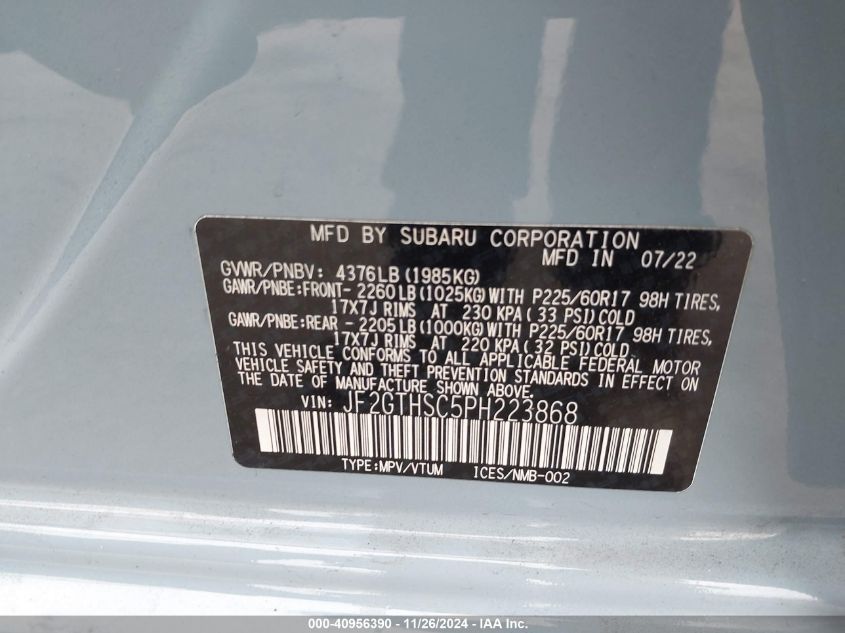 MFD BY SUBARU CORPORATION
MFD IN 07/22
GVWR/PNBV: 4376LB (1985KG)
GAWR/PNBE:FRONT- 2260LB (1025KG) WITH P225/60R17 98H TIRES,
17X7J RIMS AT 230 KPA (33 PSI) COLD
GAWR/PNBE:REAR - 2205LB (1000KG) WITH P225/60R17 98H TIRES,
17X7J RIMS AT 220 KPA (32 PSI) COLD.
THIS VEHICLE CONFORMS TO ALL APPLICABLE FEDERAL MOTOR
VEHICLE SAFETY AND THEFT PREVENTION STANDARDS IN EFFECT ON
THE DATE OF MANUFACTURE SHOWN ABOVE.
VIN: JF2GTHSC5PH223868
TYPE:MPV/VTUM ICES/NMB-002
000-40956390 - 11/26/2024 - IAA Inc.